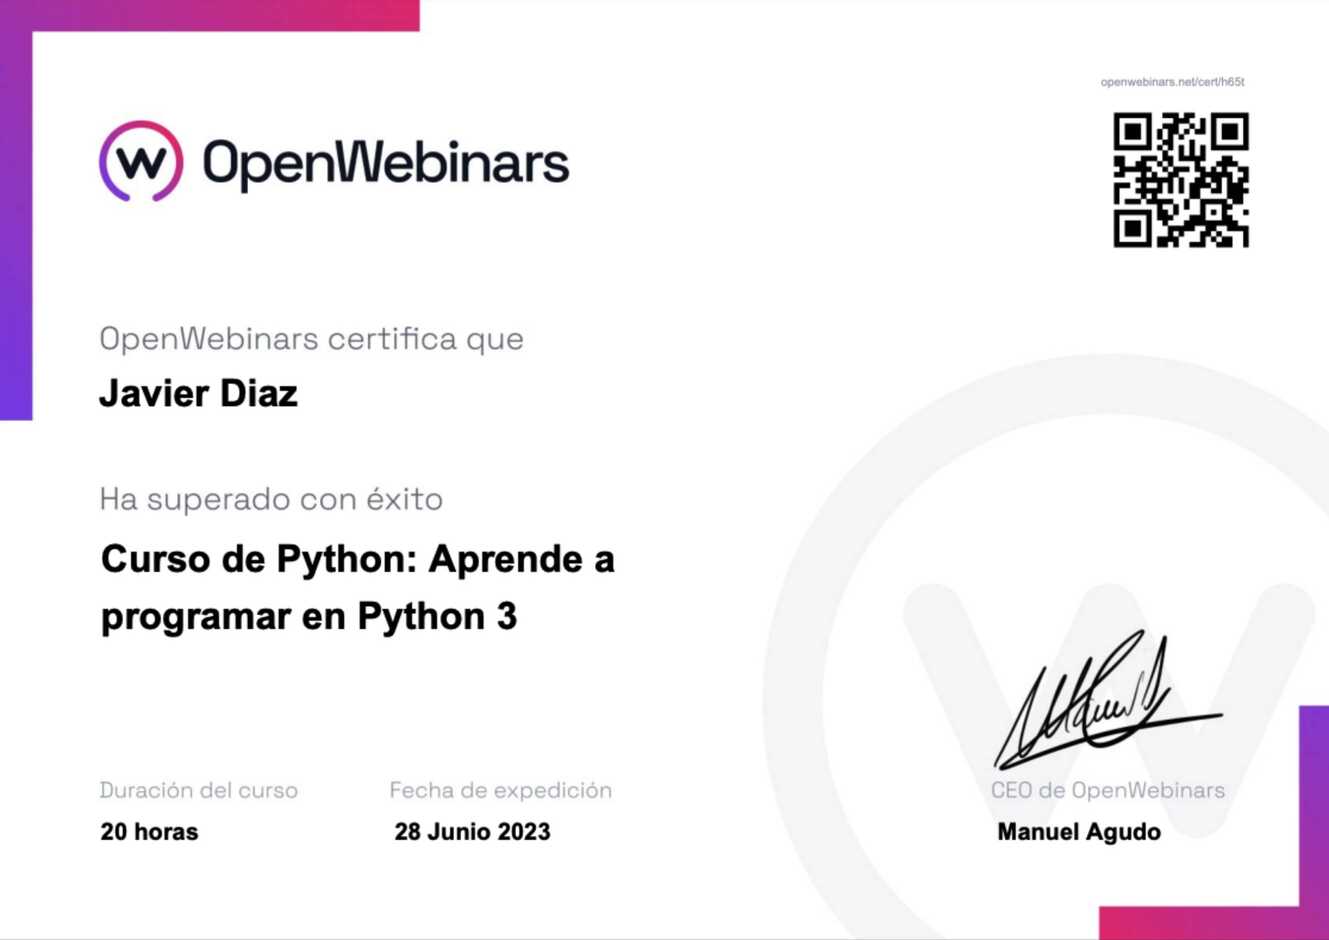 openwebinars.net/cert/h65t
OpenWebinars
OpenWebinars certifica que
Javier Diaz
Ha superado con éxito
Curso de Python: Aprende a
programar en Python 3
Duración del curso
20 horas
Fecha de expedición
28 Junio 2023
CEO de OpenWebinars
Manuel Agudo